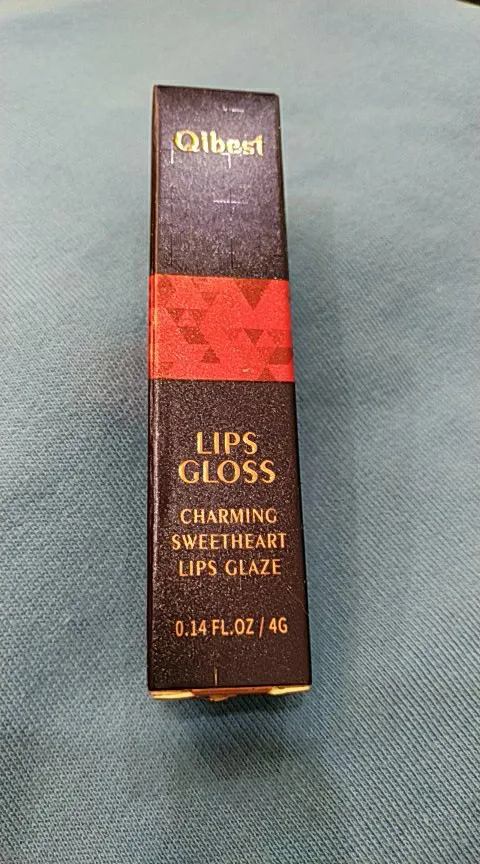 Qibest
LIPS
GLOSS
CHARMING
SWEETHEART
LIPS GLAZE
0.14 FL.OZ / 4G